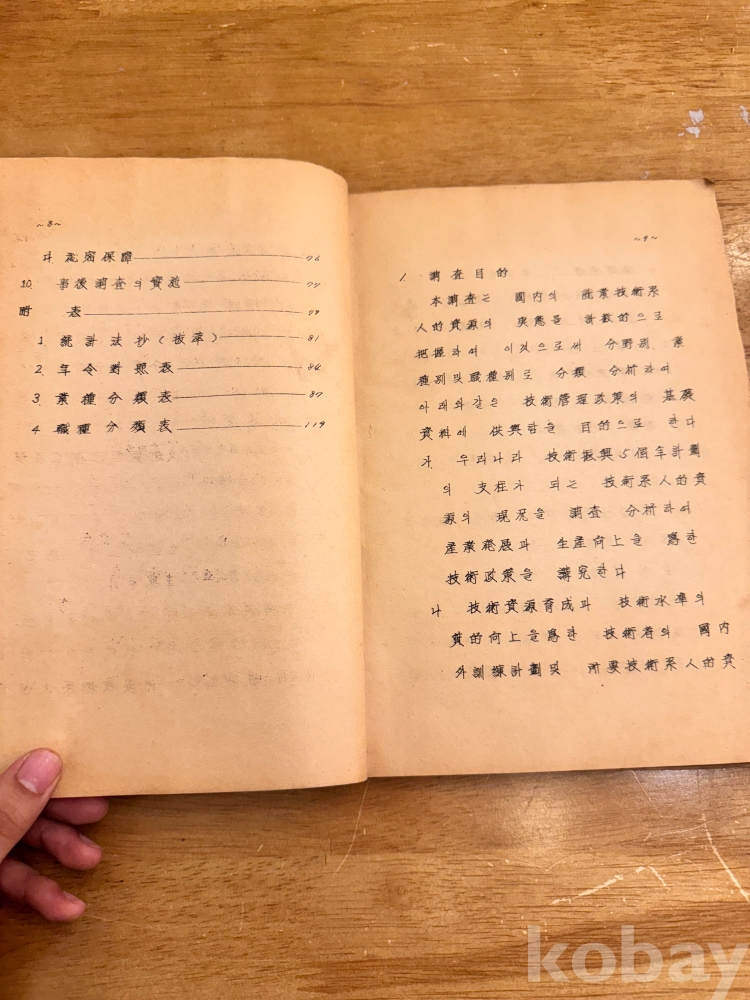 ~8~
다. 秘密保障 76
10. 事後調査의 實施 77
附 表 79
1. 統計法抄(拔萃) 81
2. 年令對照表 84
3. 業種分類表 87
4. 職種分類表 119
~9~
1. 調査目的
本調査는 國內의 就業技術系
人的資源의 實態를 計數的으로
把握하여 이것으로써 分野別 業
種別 및 職種別로 分類 分析하여
아래와같은 技術管理政策의 基礎
資料에 供與함을 目的으로 한다
가. 우리나라 技術振興5個年計劃
의 支柱가 되는 技術系人的資
源의 現況을 調査 分析하여
産業發展과 生産向上을 爲한
技術政策을 講究한다
나. 技術資源育成과 技術水準의
質的向上을 爲한 技術者의 國內
外訓練計劃및 所要技術系人的資
kobay